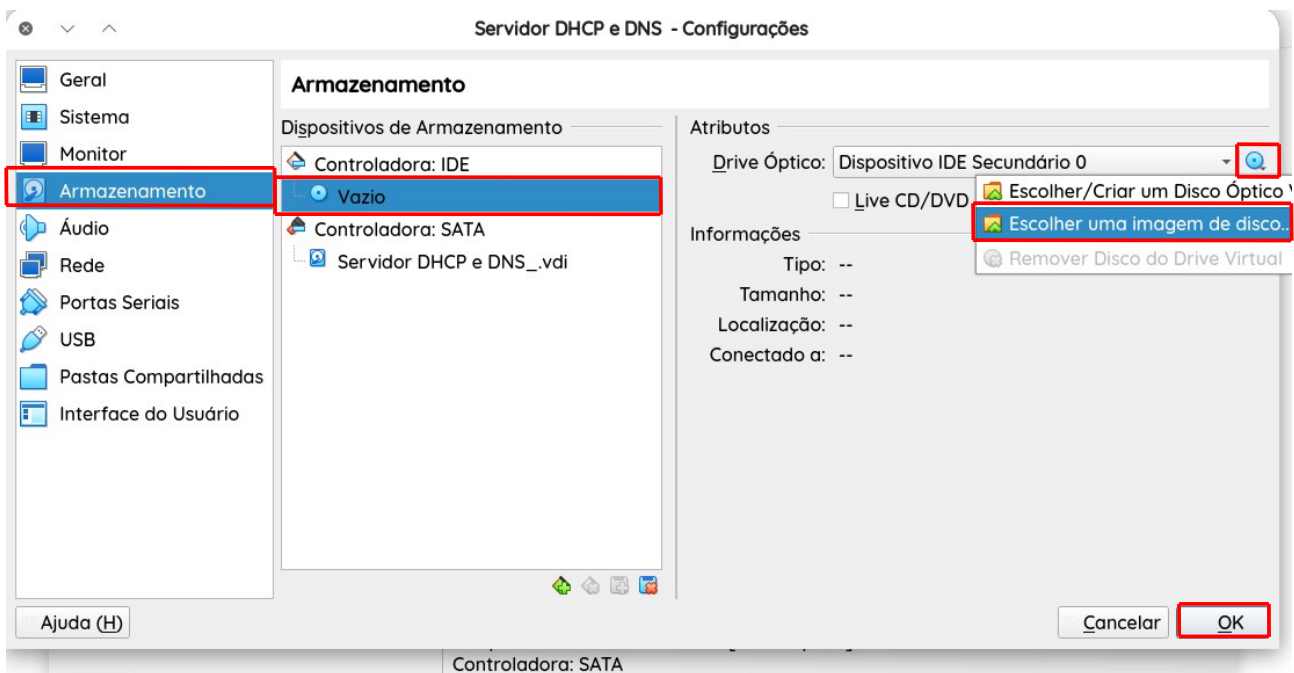 Servidor DHCP e DNS - Configurações
Geral
Sistema
Monitor
Armazenamento
Áudio
Rede
Portas Seriais
USB
Pastas Compartilhadas
Interface do Usuário
Armazenamento
Dispositivos de Armazenamento
Controladora: IDE
Vazio
Controladora: SATA
Servidor DHCP e DNS_.vdi
Atributos
Drive Óptico: Dispositivo IDE Secundário 0
Live CD/DVD
Escolher/Criar um Disco Óptico
Escolher uma imagem de disco..
Remover Disco do Drive Virtual
Informações
Tipo: --
Tamanho: --
Localização: --
Conectado a: --
Ajuda (H)
Cancelar
OK
Controladora: SATA